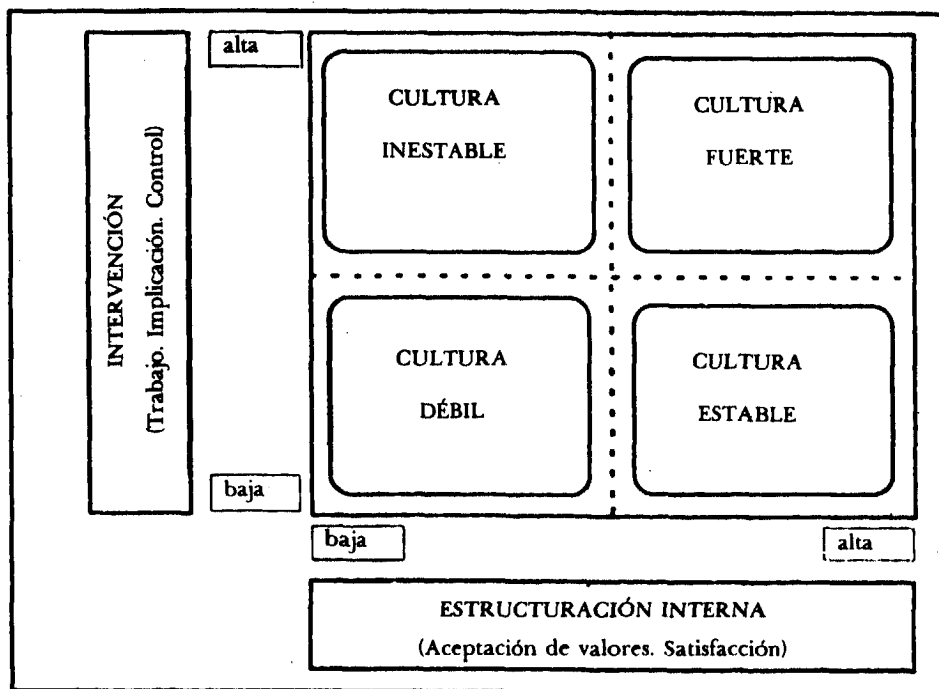 INTERVENCIÓN
(Trabajo. Implicación. Control)
alta
baja
CULTURA
INESTABLE
CULTURA
FUERTE
CULTURA
DÉBIL
CULTURA
ESTABLE
baja
alta
ESTRUCTURACIÓN INTERNA
(Aceptación de valores. Satisfacción)